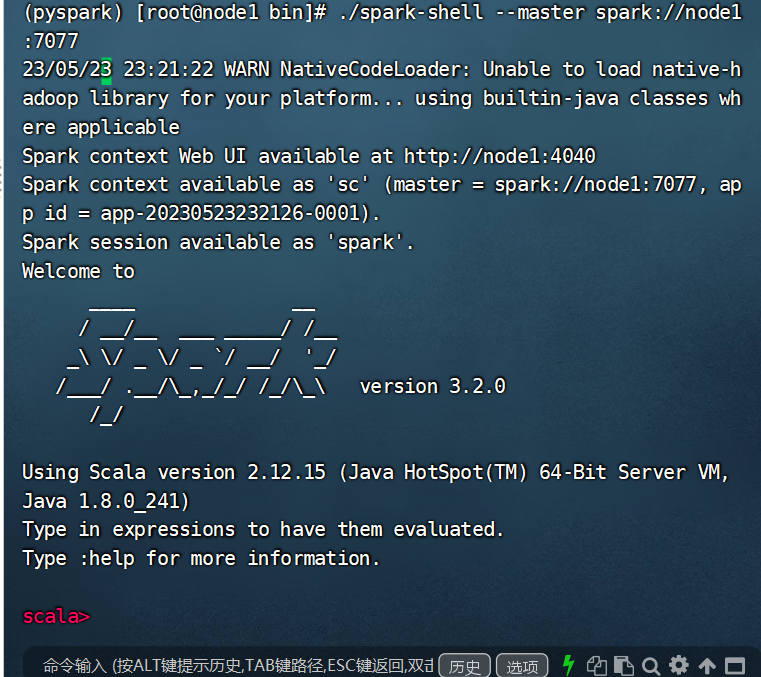 (pyspark) [root@node1 bin]# ./spark-shell --master spark://node1
:7077
23/05/23 23:21:22 WARN NativeCodeLoader: Unable to load native-h
adoop library for your platform... using builtin-java classes wh
ere applicable
Spark context Web UI available at http://node1:4040
Spark context available as 'sc' (master = spark://node1:7077, ap
p id = app-20230523232126-0001).
Spark session available as 'spark'.
Welcome to
      ____              __
     / __/__  ___ _____/ /__
    _\ \/ _ \/ _ `/ __/  '_/
   /___/ .__/\_,_/_/ /_/\_\   version 3.2.0
      /_/
Using Scala version 2.12.15 (Java HotSpot(TM) 64-Bit Server VM,
Java 1.8.0_241)
Type in expressions to have them evaluated.
Type :help for more information.
scala>
命令输入 (按ALT键提示历史,TAB键路径,ESC键返回,双击 历史 选项